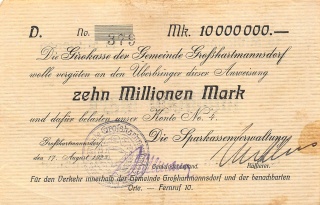 D. No. 379 Mk. 10000000.—
Die Girokasse der Gemeinde Großhartmannsdorf
wolle vergüten an den Überbringer dieser Anweisung
zehn Millionen Mark
und dafür belasten unser Konto No. 4.
Großhartmannsdorf, Die Sparkassenverwaltung
den 17. August 1923.
Kassierer.
Für den Verkehr innerhalb der Gemeinde Großhartmannsdorf und der benachbarten
Orte. — Fernruf 10.